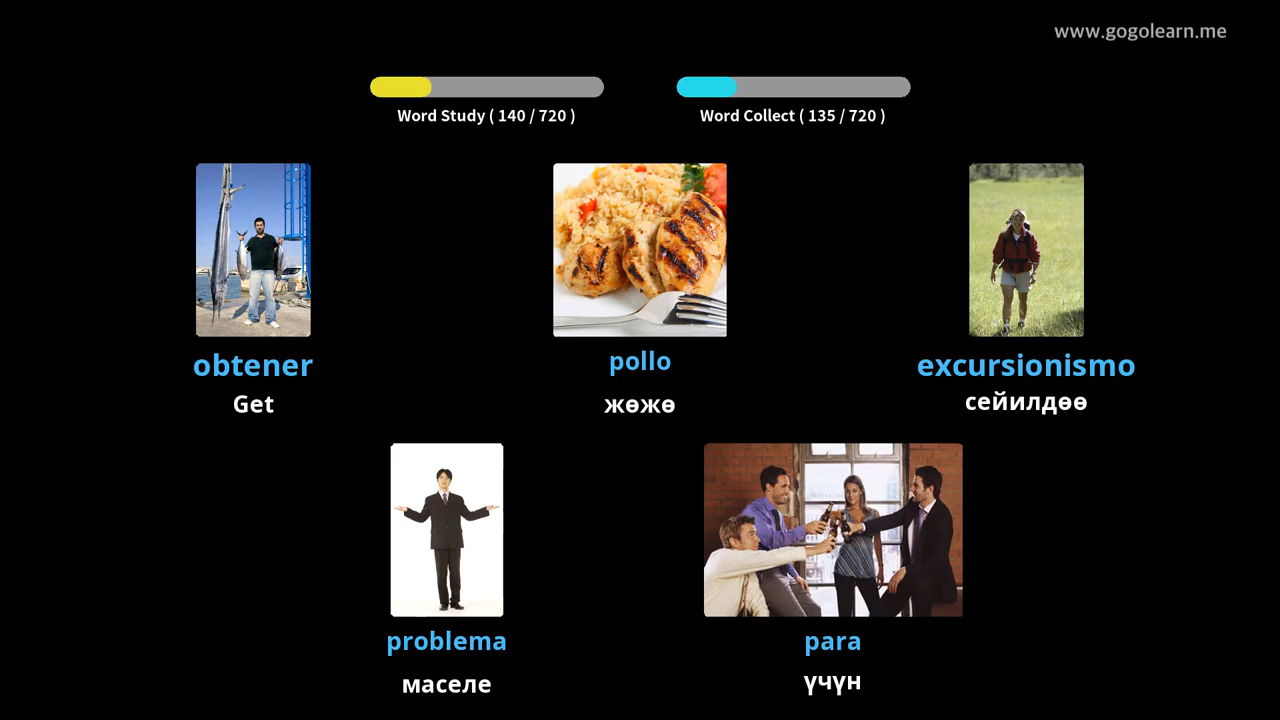 www.gogolearn.me
Word Study ( 140 / 720 )
Word Collect ( 135 / 720 )
obtener
Get
pollo
жөжө
excursionismo
сейилдөө
problema
маселе
para
үчүн